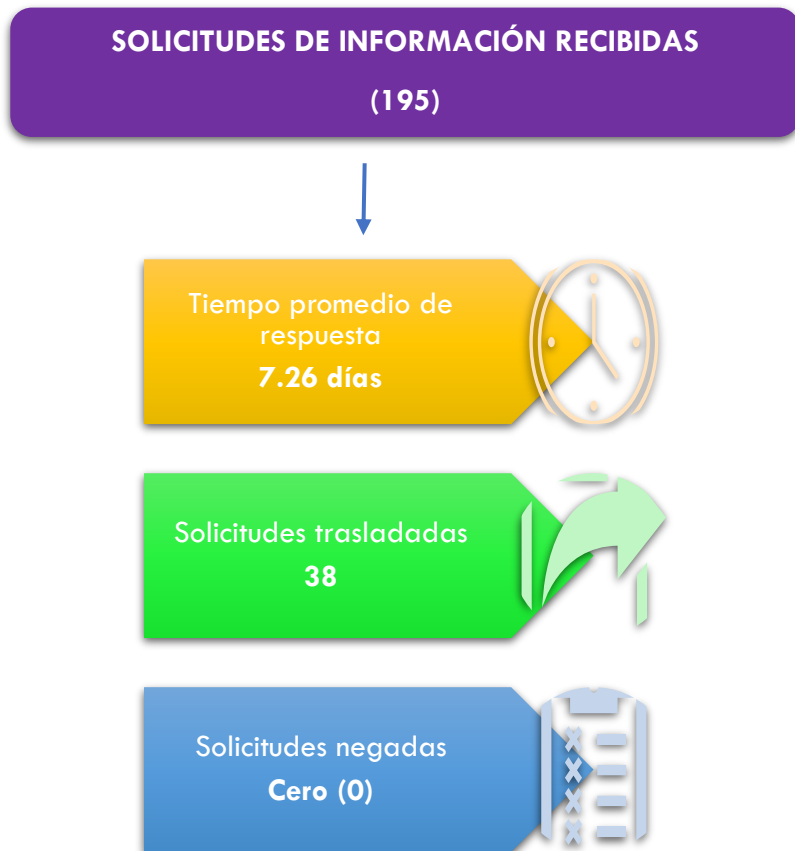 SOLICITUDES DE INFORMACIÓN RECIBIDAS
(195)
Tiempo promedio de
respuesta
7.26 días
Solicitudes trasladadas
38
Solicitudes negadas
Cero (0)